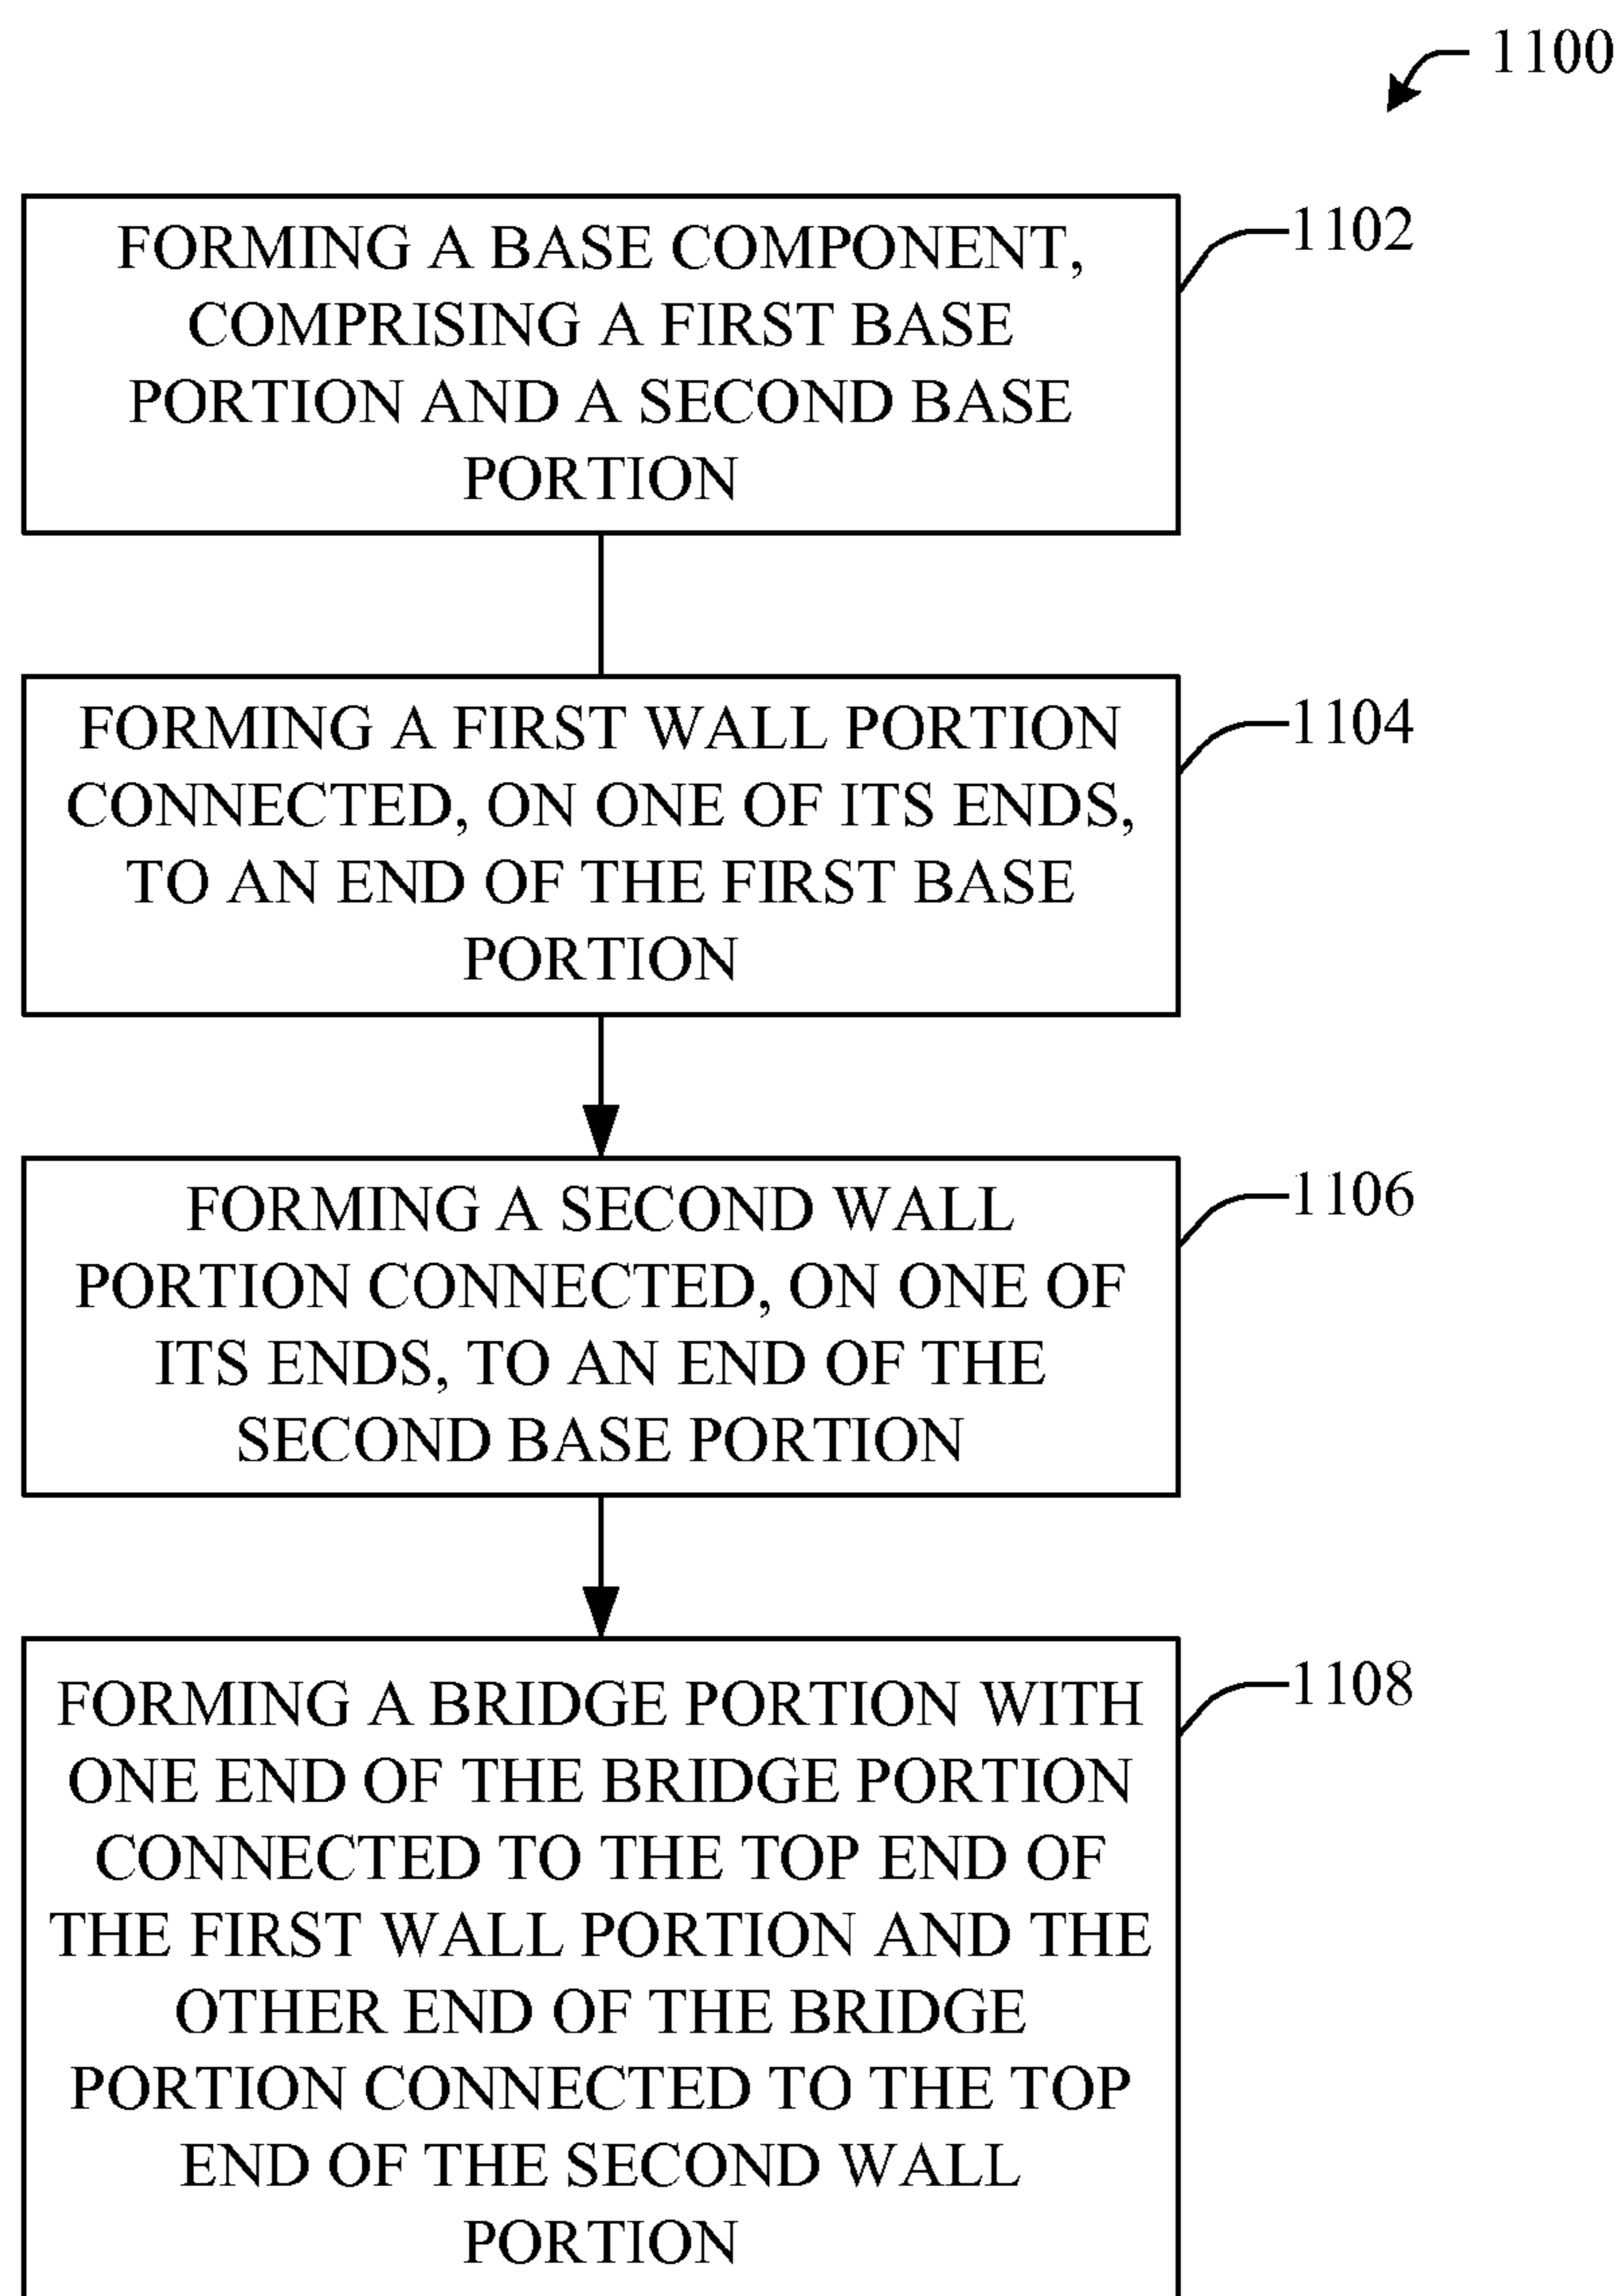 1100
FORMING A BASE COMPONENT,
COMPRISING A FIRST BASE
PORTION AND A SECOND BASE
PORTION
1102
FORMING A FIRST WALL PORTION
CONNECTED, ON ONE OF ITS ENDS,
TO AN END OF THE FIRST BASE
PORTION
1104
FORMING A SECOND WALL
PORTION CONNECTED, ON ONE OF
ITS ENDS, TO AN END OF THE
SECOND BASE PORTION
1106
FORMING A BRIDGE PORTION WITH
ONE END OF THE BRIDGE PORTION
CONNECTED TO THE TOP END OF
THE FIRST WALL PORTION AND THE
OTHER END OF THE BRIDGE
PORTION CONNECTED TO THE TOP
END OF THE SECOND WALL
PORTION
1108